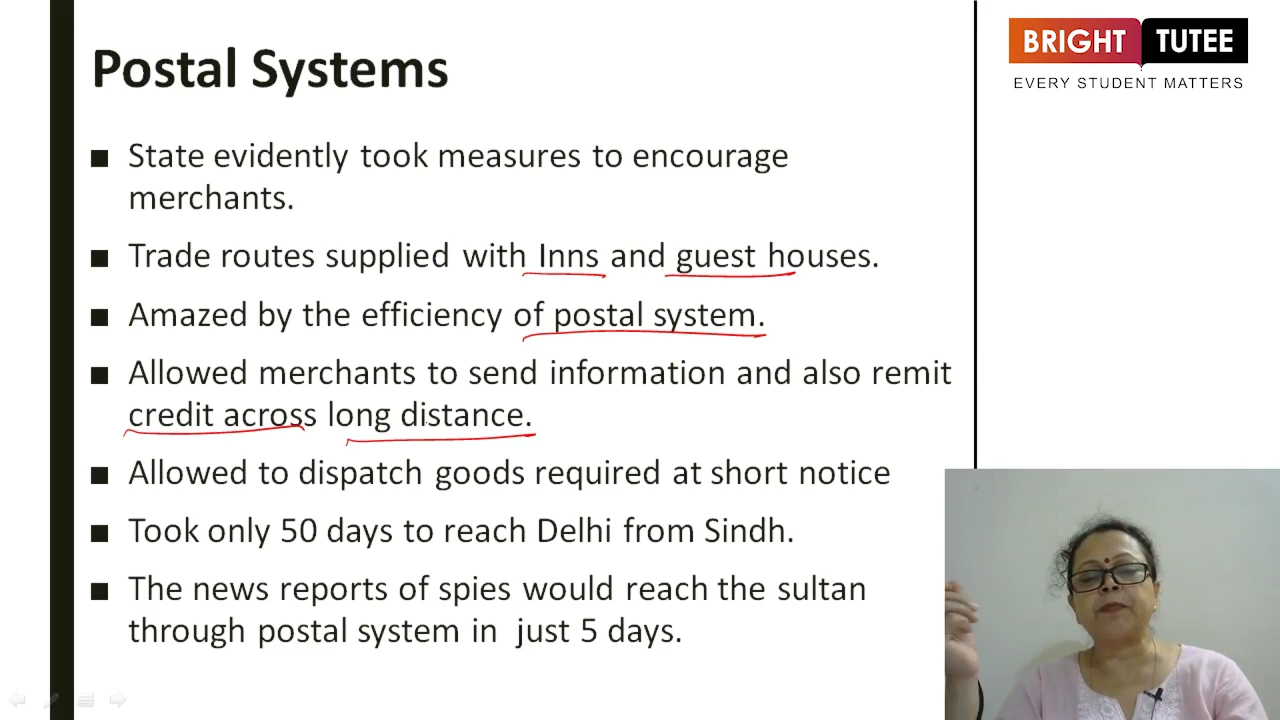 BRIGHT TUTEE
EVERY STUDENT MATTERS
Postal Systems
■ State evidently took measures to encourage
merchants.
■ Trade routes supplied with Inns and guest houses.
■ Amazed by the efficiency of postal system.
■ Allowed merchants to send information and also remit
credit across long distance.
■ Allowed to dispatch goods required at short notice
■ Took only 50 days to reach Delhi from Sindh.
■ The news reports of spies would reach the sultan
through postal system in just 5 days.